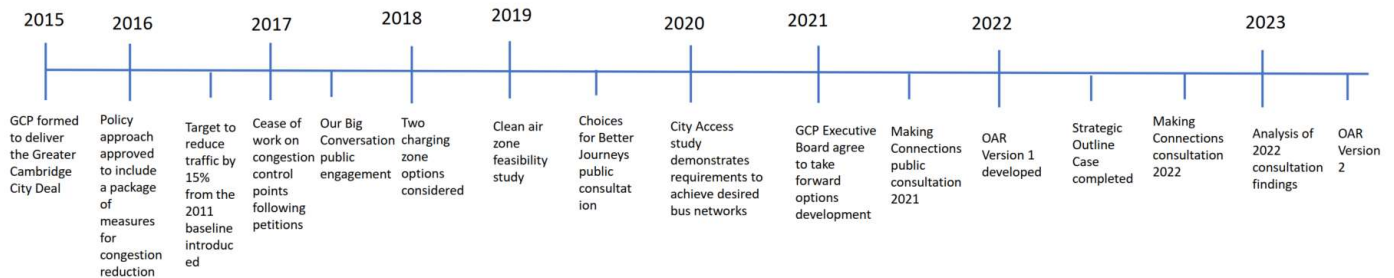 2015
2016
2017
2018
2019
2020
2021
2022
2023
GCP formed
to deliver
the Greater
Cambridge
City Deal
Policy
approach
approved
to include
a package
of
measures
for
congestion
reduction
Target to
reduce
traffic by
15%
from the
2011
baseline
introduc
ed
Cease of
work on
congestion
control
points
following
petitions
Our Big
Conversation
public
engagement
Two
charging
zone
options
considered
Clean air
zone
feasibility
study
Choices
for Better
Journeys
public
consultat
ion
City Access
study
demonstrates
requirements to
achieve desired
bus networks
GCP Executive
Board agree to
take
forward
options
development
Making
Connections
public
consultation
2021
OAR
Version 1
developed
Strategic
Outline
Case
completed
Making
Connections
consultation
2022
Analysis of
2022
consultation
findings
OAR
Version
2